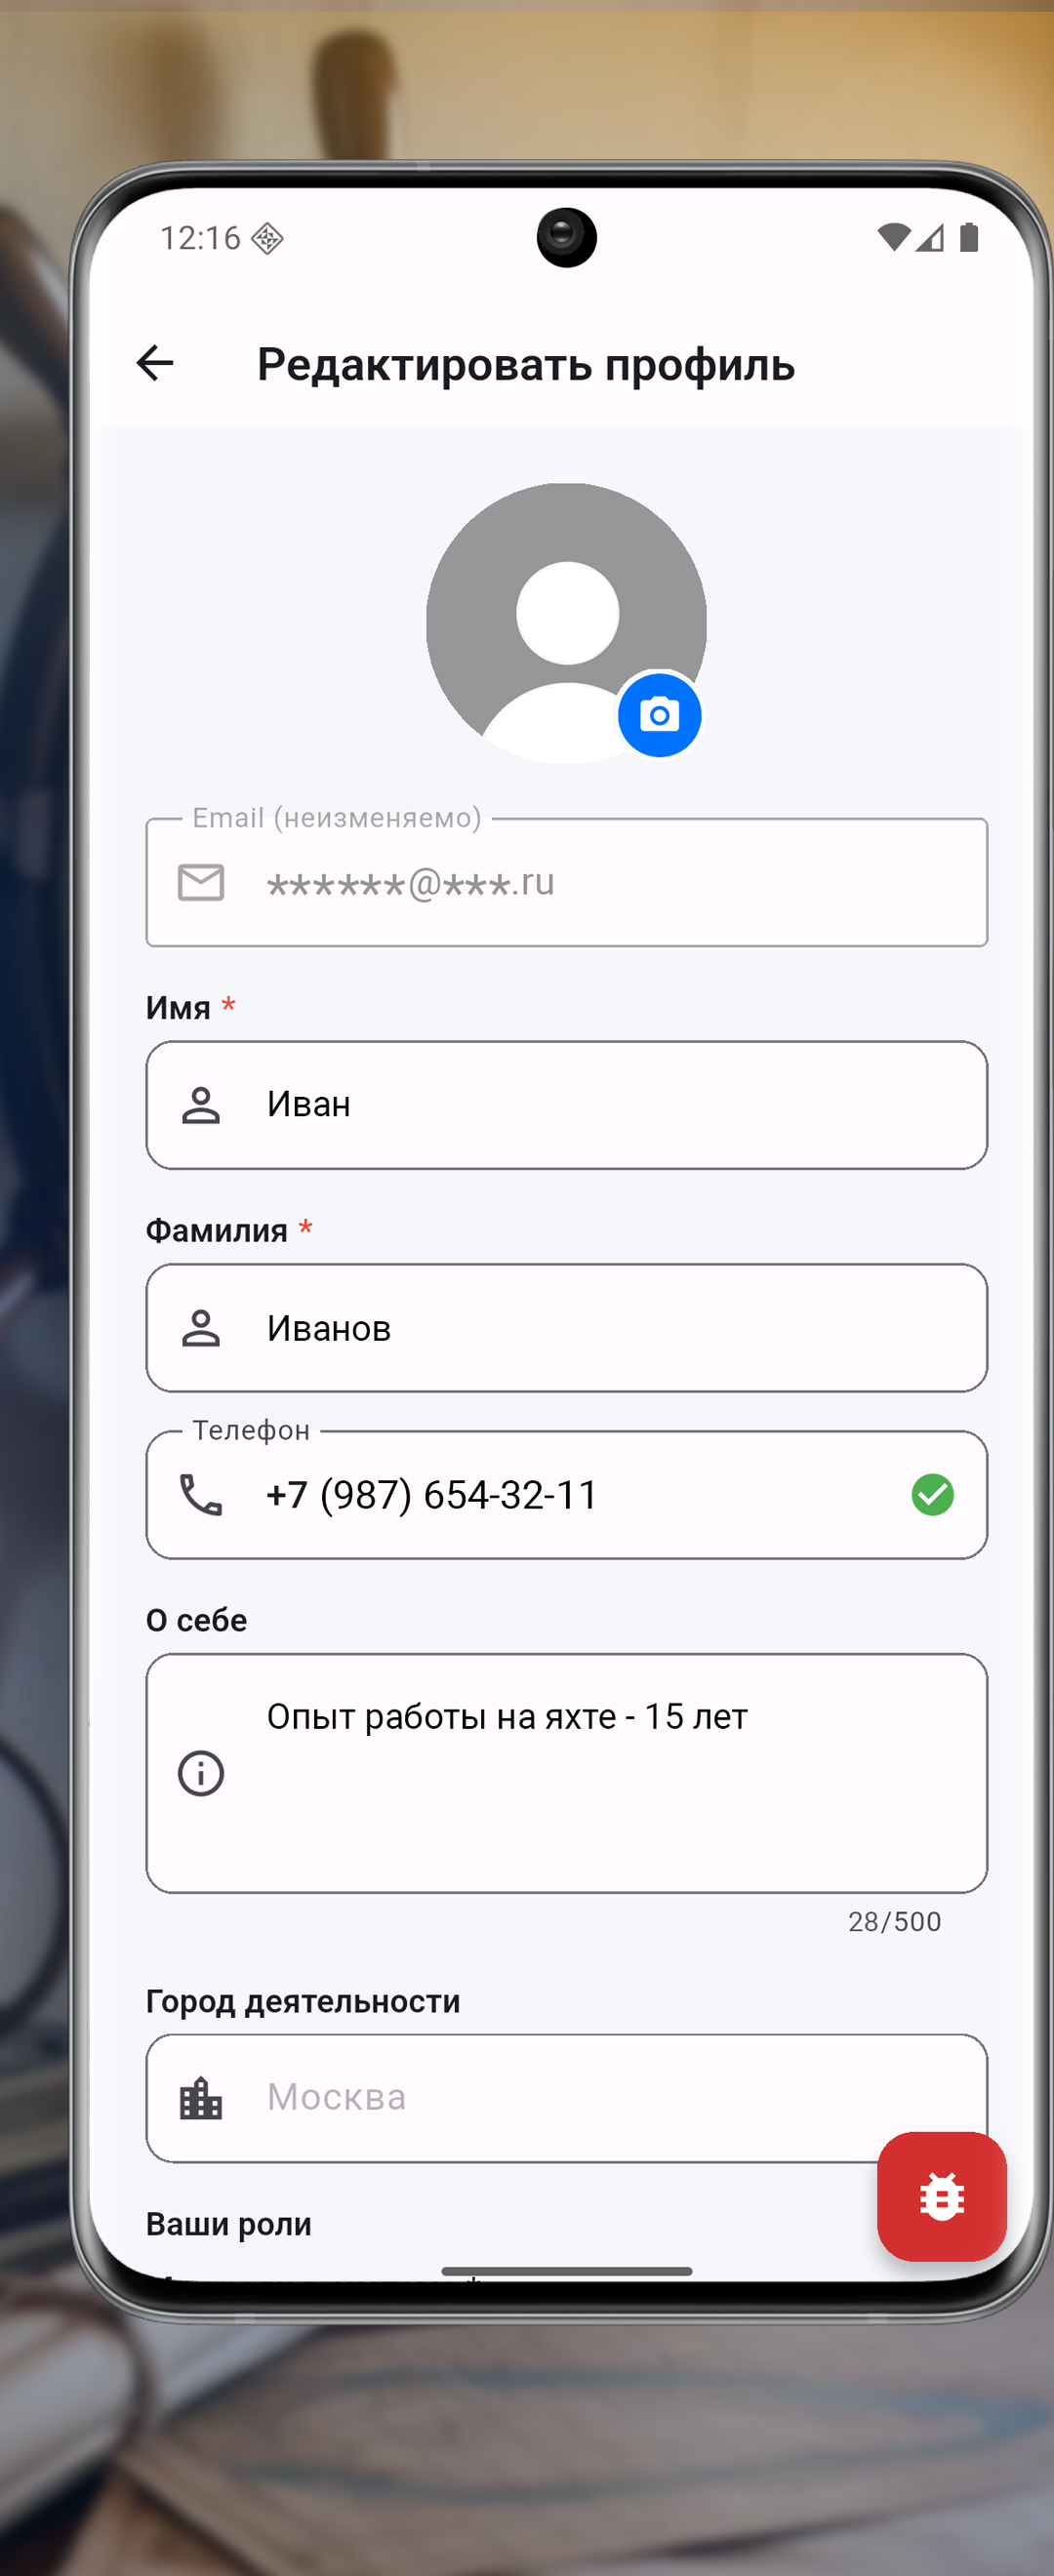 12:16
Редактировать профиль
Email (неизменяемо)
******@***.ru
Имя *
Иван
Фамилия *
Иванов
Телефон
+7 (987) 654-32-11
О себе
Опыт работы на яхте - 15 лет
28/500
Город деятельности
Москва
Ваши роли